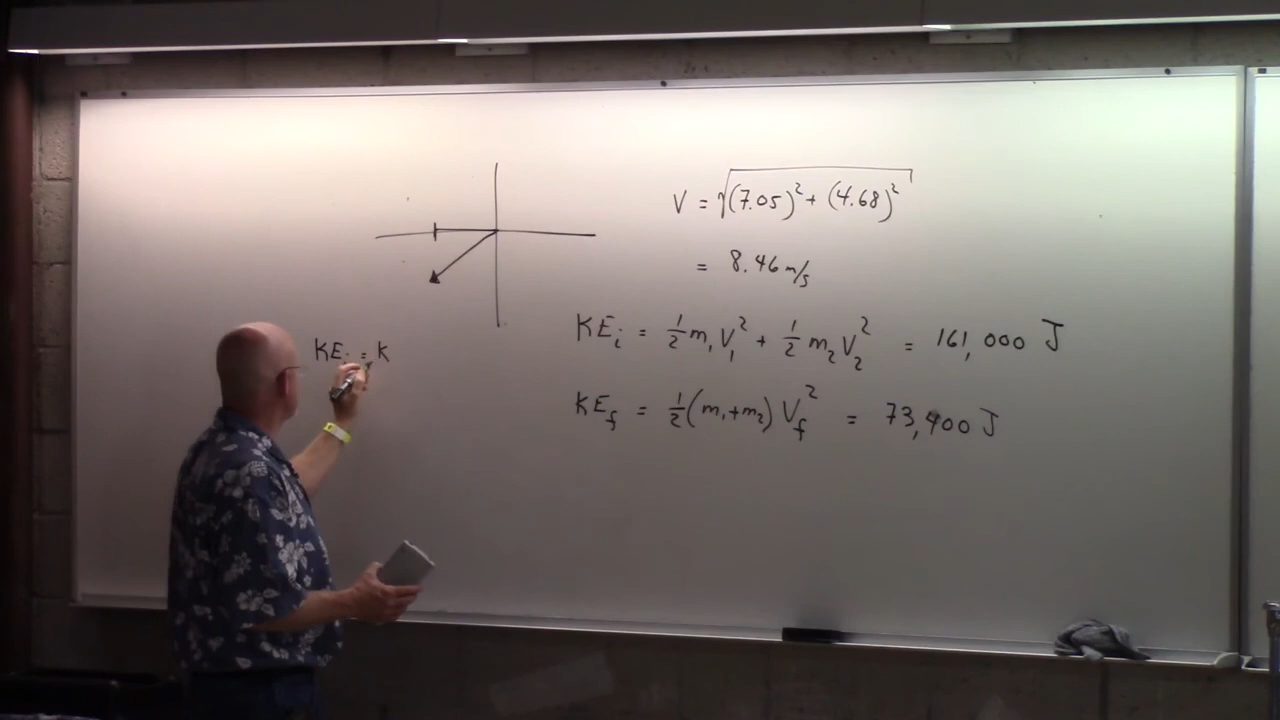 V = √(7.05)² + (4.68)²
= 8.46 m/s
KEᵢ = ½m₁V₁² + ½m₂V₂² = 161,000 J
KE_f = ½(m₁+m₂)V_f² = 73,400 J
KEᵢ = K